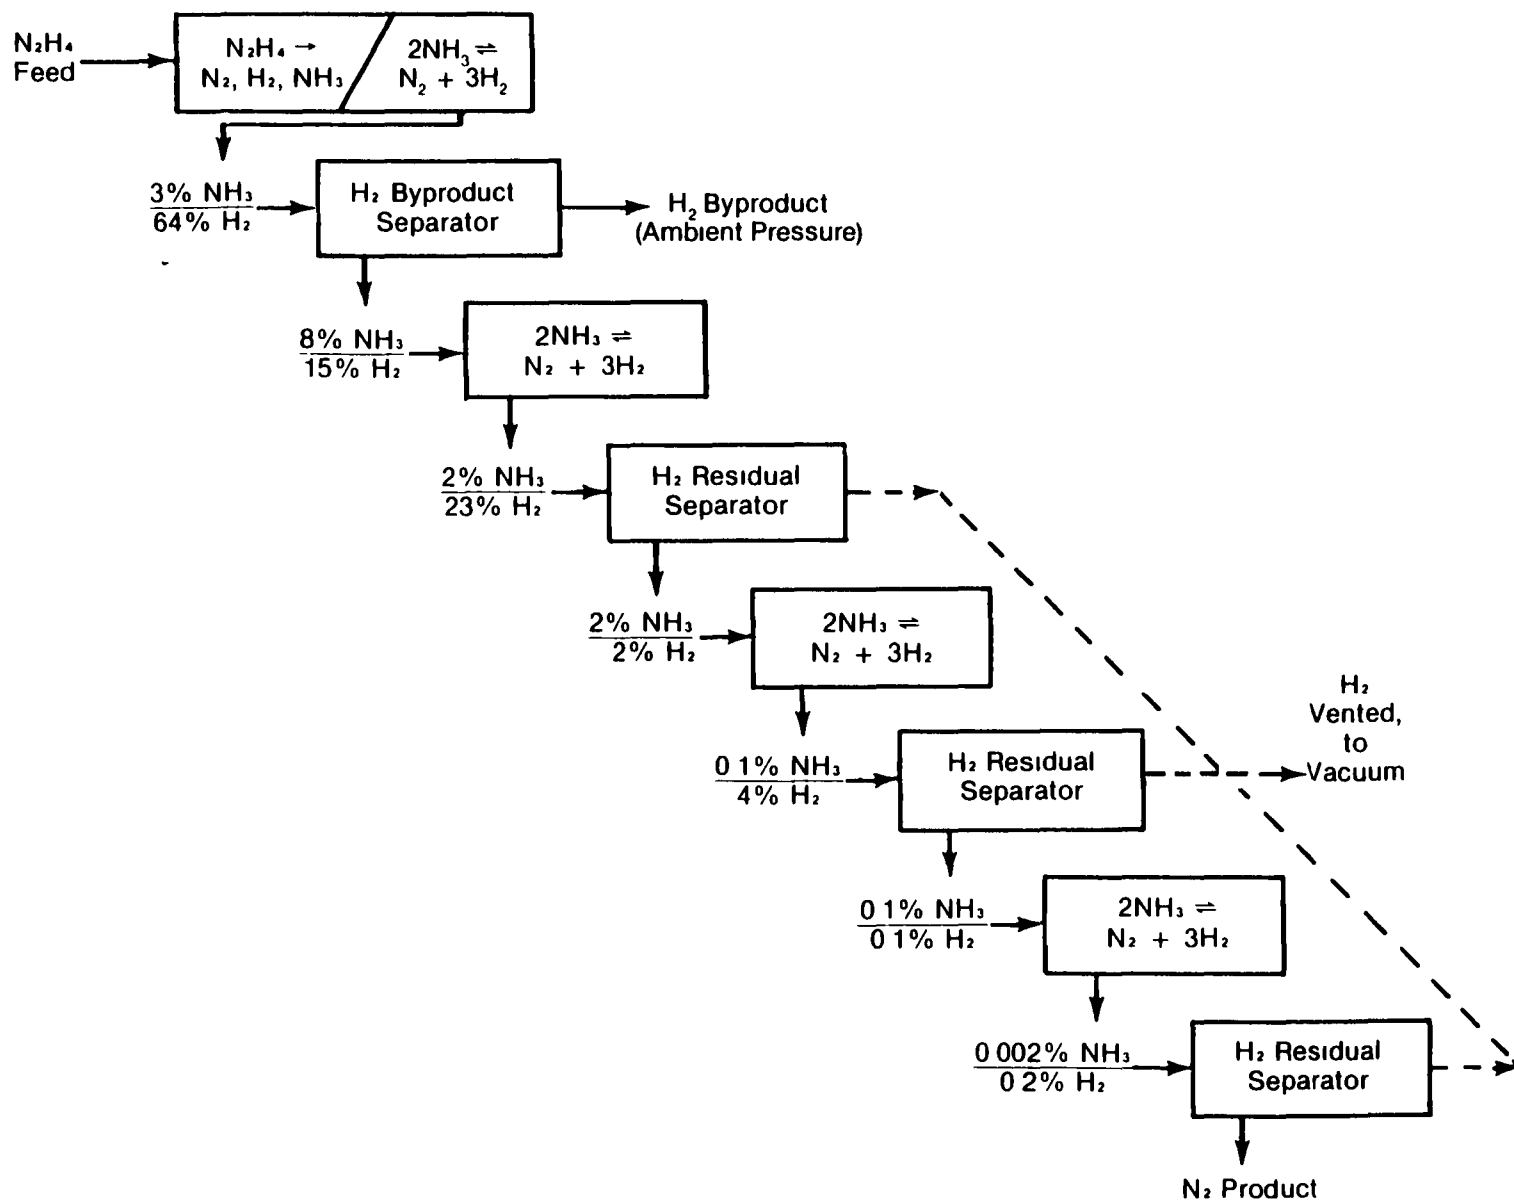 N₂H₄
Feed
N₂H₄ →
N₂, H₂, NH₃
2NH₃ ⇌
N₂ + 3H₂
3% NH₃
64% H₂
H₂ Byproduct
Separator
H₂ Byproduct
(Ambient Pressure)
8% NH₃
15% H₂
2NH₃ ⇌
N₂ + 3H₂
2% NH₃
23% H₂
H₂ Residual
Separator
2% NH₃
2% H₂
2NH₃ ⇌
N₂ + 3H₂
H₂
Vented,
to
Vacuum
0 1% NH₃
4% H₂
H₂ Residual
Separator
0 1% NH₃
0 1% H₂
2NH₃ ⇌
N₂ + 3H₂
0 002% NH₃
0 2% H₂
H₂ Residual
Separator
N₂ Product